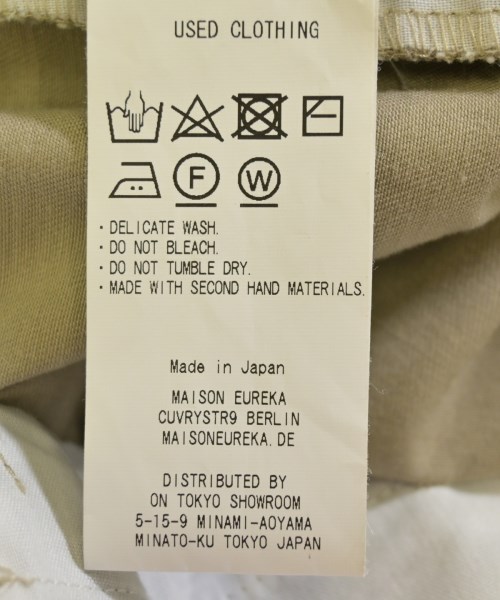 USED CLOTHING
F W
・DELICATE WASH.
・DO NOT BLEACH.
・DO NOT TUMBLE DRY.
・MADE WITH SECOND HAND MATERIALS.
Made in Japan
MAISON EUREKA
CUVRYSTR9 BERLIN
MAISONEUREKA.DE
DISTRIBUTED BY
ON TOKYO SHOWROOM
5-15-9 MINAMI-AOYAMA
MINATO-KU TOKYO JAPAN